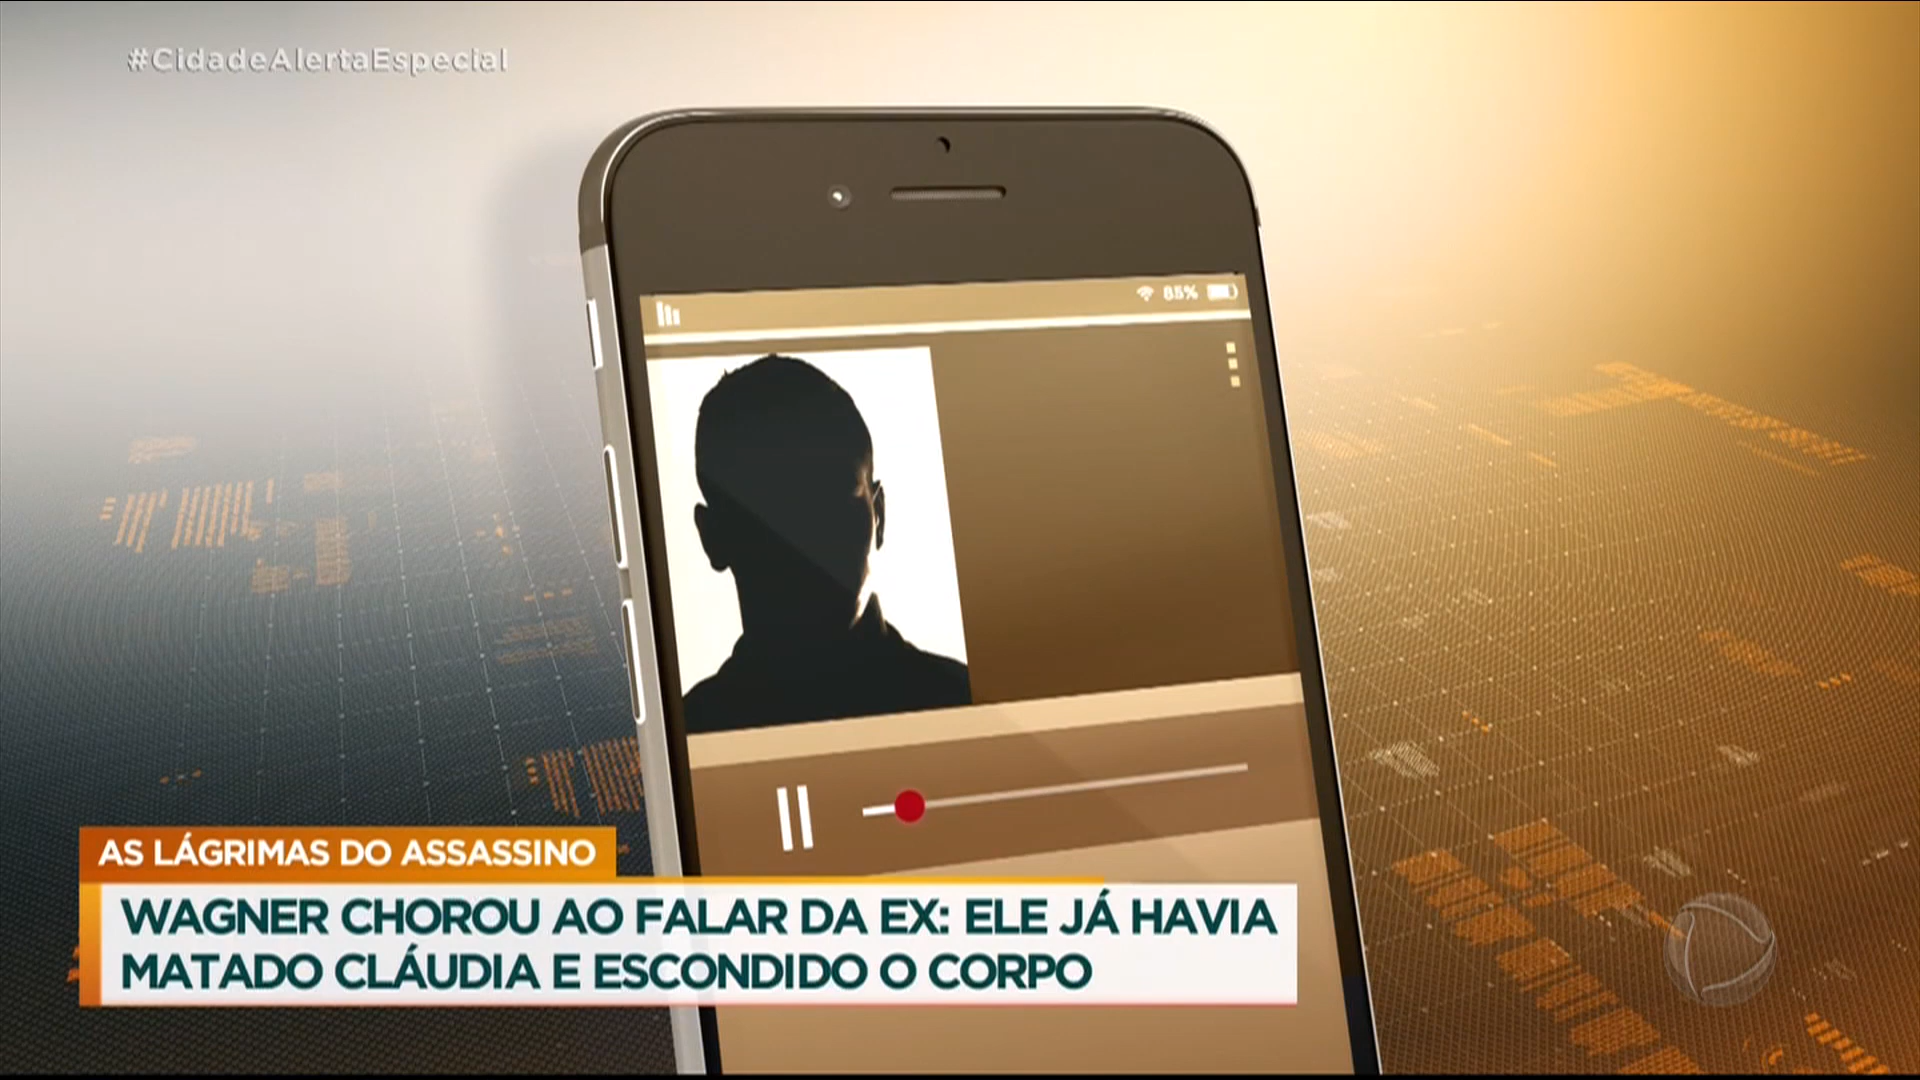 #CidadeAlertaEspecial
85%
AS LÁGRIMAS DO ASSASSINO
WAGNER CHOROU AO FALAR DA EX: ELE JÁ HAVIA
MATADO CLÁUDIA E ESCONDIDO O CORPO